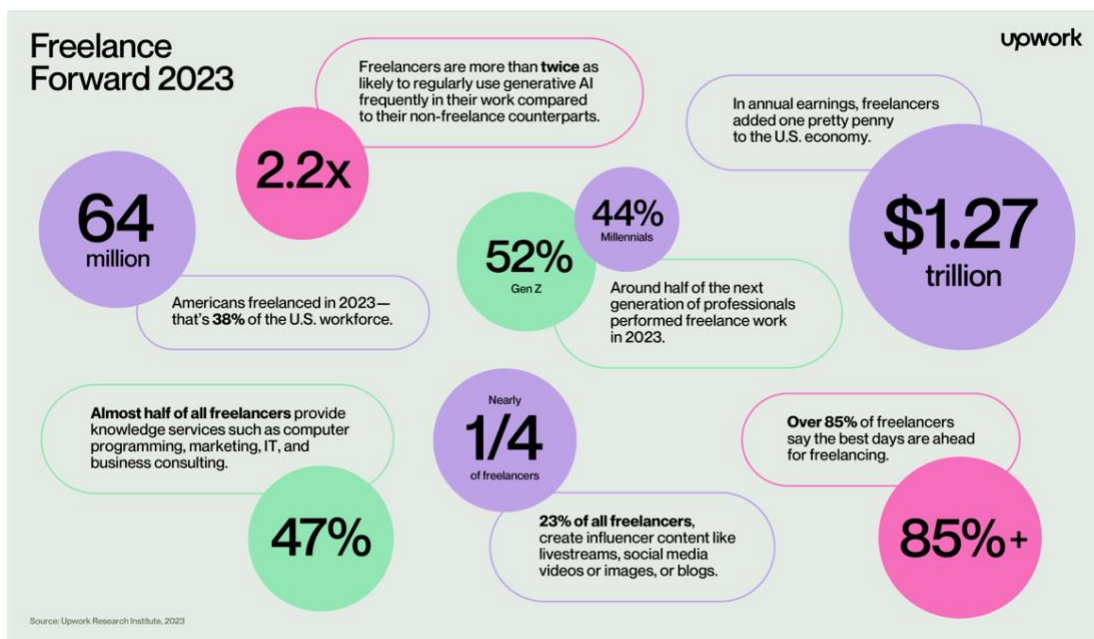 Freelance
Forward 2023
upwork
Freelancers are more than twice as
likely to regularly use generative AI
frequently in their work compared
to their non-freelance counterparts.
2.2x
In annual earnings, freelancers
added one pretty penny
to the U.S. economy.
$1.27
trillion
64
million
Americans freelanced in 2023—
that's 38% of the U.S. workforce.
52%
Gen Z
44%
Millennials
Around half of the next
generation of professionals
performed freelance work
in 2023.
Almost half of all freelancers provide
knowledge services such as computer
programming, marketing, IT, and
business consulting.
47%
Nearly
1/4
of freelancers
23% of all freelancers,
create influencer content like
livestreams, social media
videos or images, or blogs.
Over 85% of freelancers
say the best days are ahead
for freelancing.
85%+
Source: Upwork Research Institute, 2023